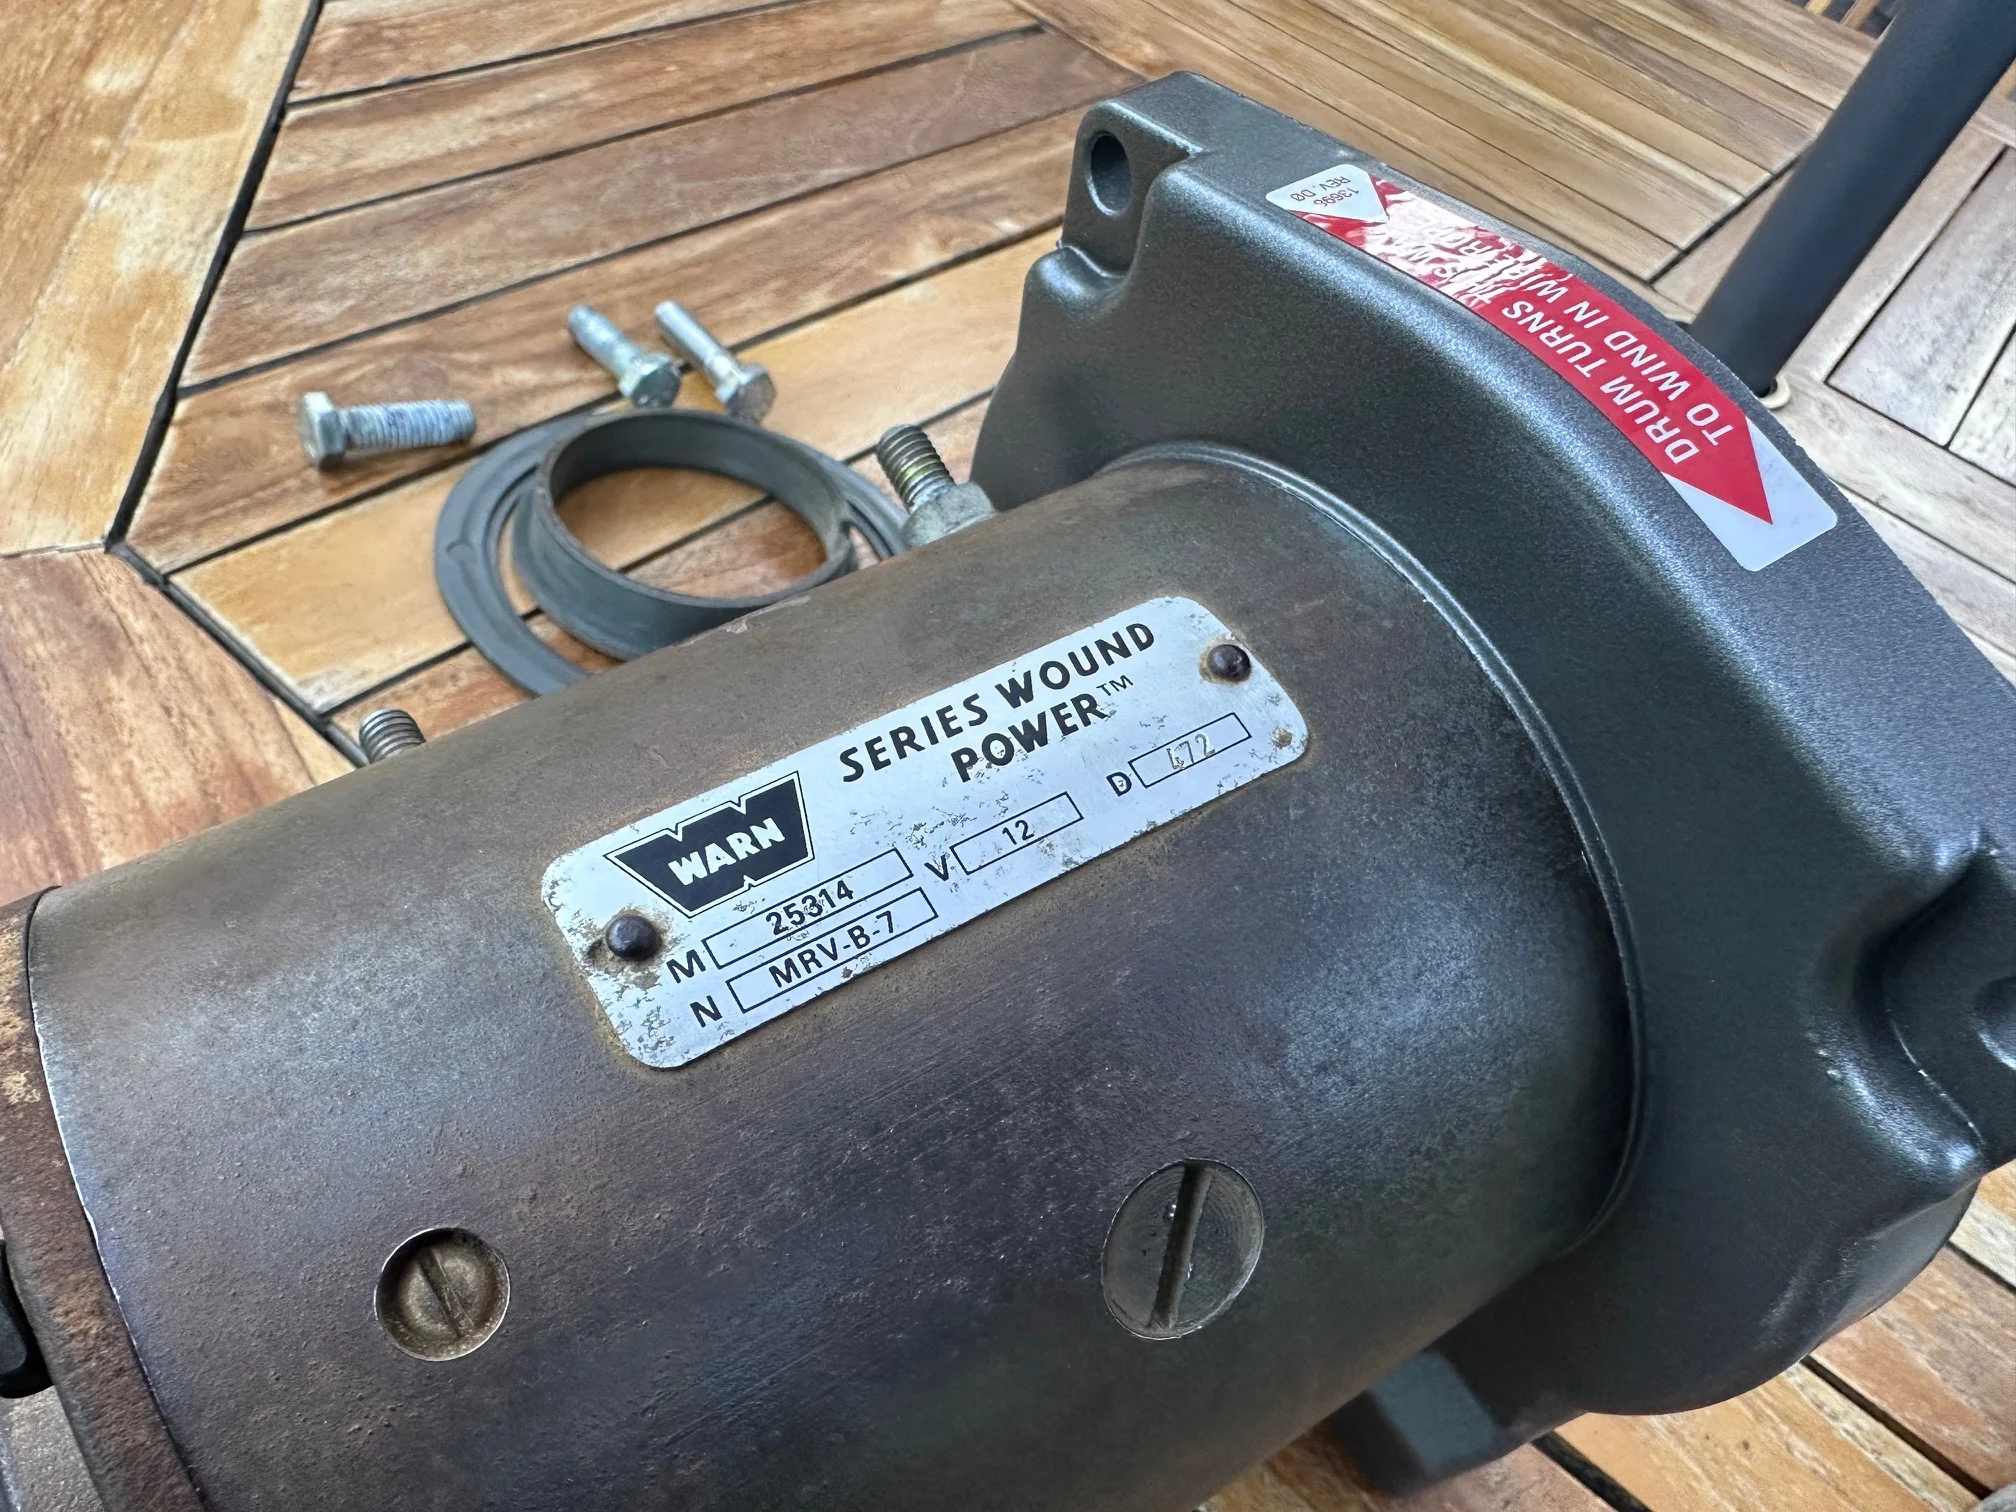 SERIES WOUND
POWER™
WARN
M 25314 V 12 D 472
N MRV-B-7
DRUM TURNS THIS WAY
TO WIND IN WIRE ROPE
13696
REV. D0